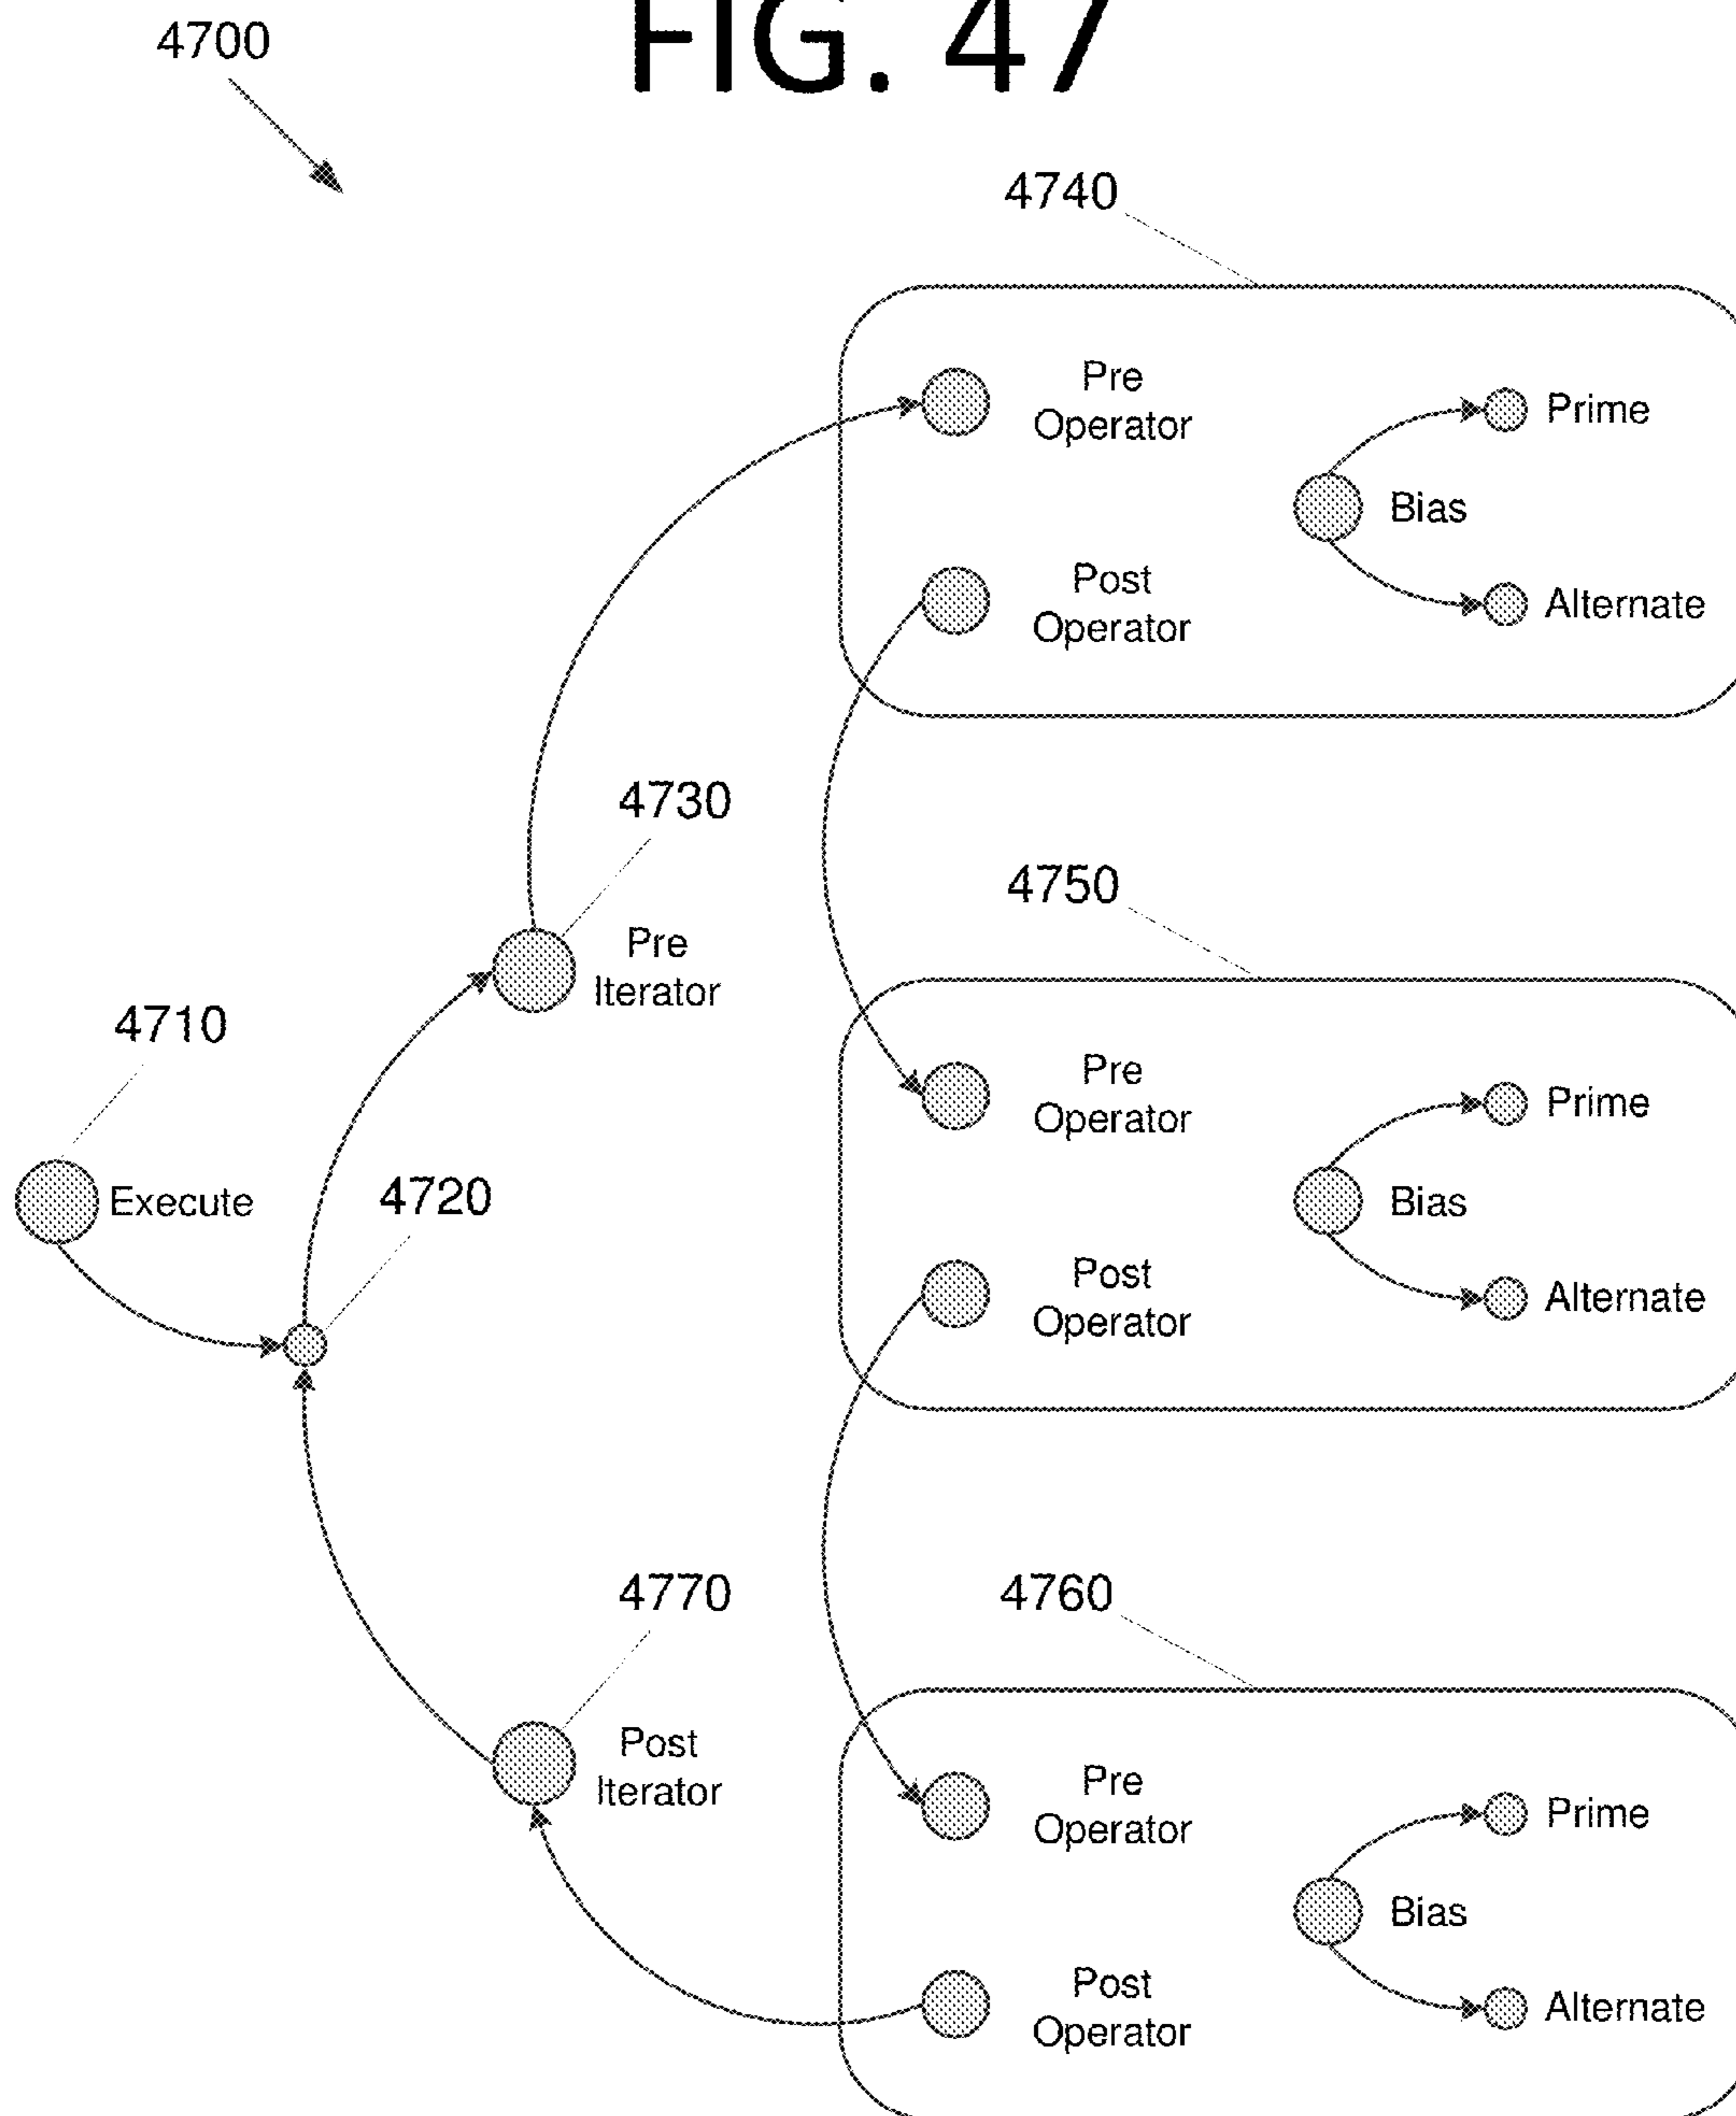 FIG. 47
4700
4740
Pre
Operator
Prime
Bias
Post
Operator
Alternate
4730
Pre
Iterator
4750
4710
Pre
Operator
Prime
Execute
4720
Bias
Post
Operator
Alternate
4770
4760
Post
Iterator
Pre
Operator
Prime
Bias
Post
Operator
Alternate